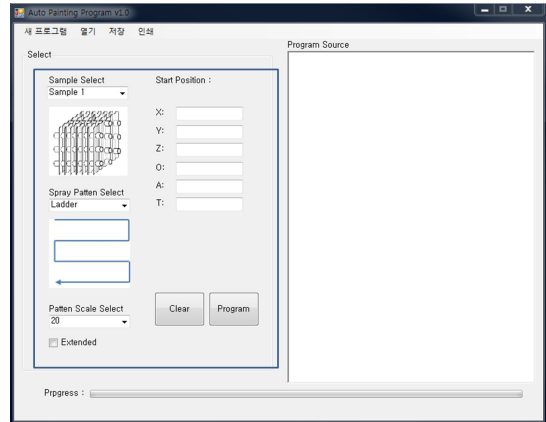 Auto Painting Program v1.0
새 프로그램 열기 저장 인쇄
Select
Program Source
Sample Select
Sample 1
Start Position :
X:
Y:
Z:
O:
A:
T:
Spray Patten Select
Ladder
Patten Scale Select
20
Extended
Clear
Program
Prpgress :